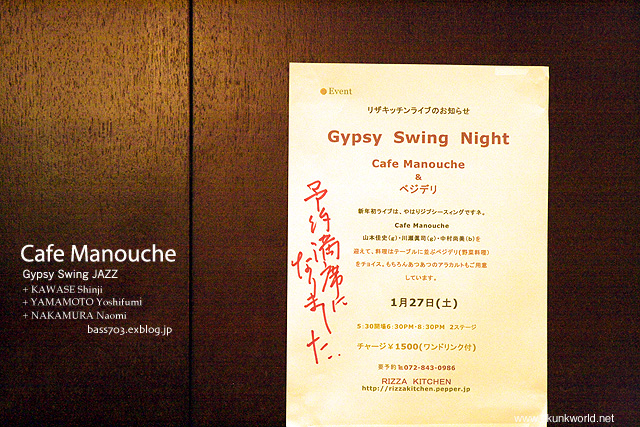 Cafe Manouche
Gypsy Swing JAZZ
+ KAWASE Shinji
+ YAMAMOTO Yoshifumi
+ NAKAMURA Naomi
bass703.exblog.jp
Event
リザキッチンライブのお知らせ
Gypsy Swing Night
Cafe Manouche
&
ベジデリ
新年初ライブは、やはりジプシースィングですネ。
Cafe Manouche
山本佳史(g)・川瀬眞司(g)・中村尚美(b)を
迎えて、料理はテーブルに並ぶベジデリ(野菜料理)
をチョイス。もちろんあつあつのアラカルトもご用意
しています。
1月27日(土)
5:30開場6:30PM・8:30PM 2ステージ
チャージ¥1500(ワンドリンク付)
要予約℡072-843-0986
RIZZA KITCHEN
http://rizzakitchen.pepper.jp
予約満席に
なりました。
www.skunkworld.net